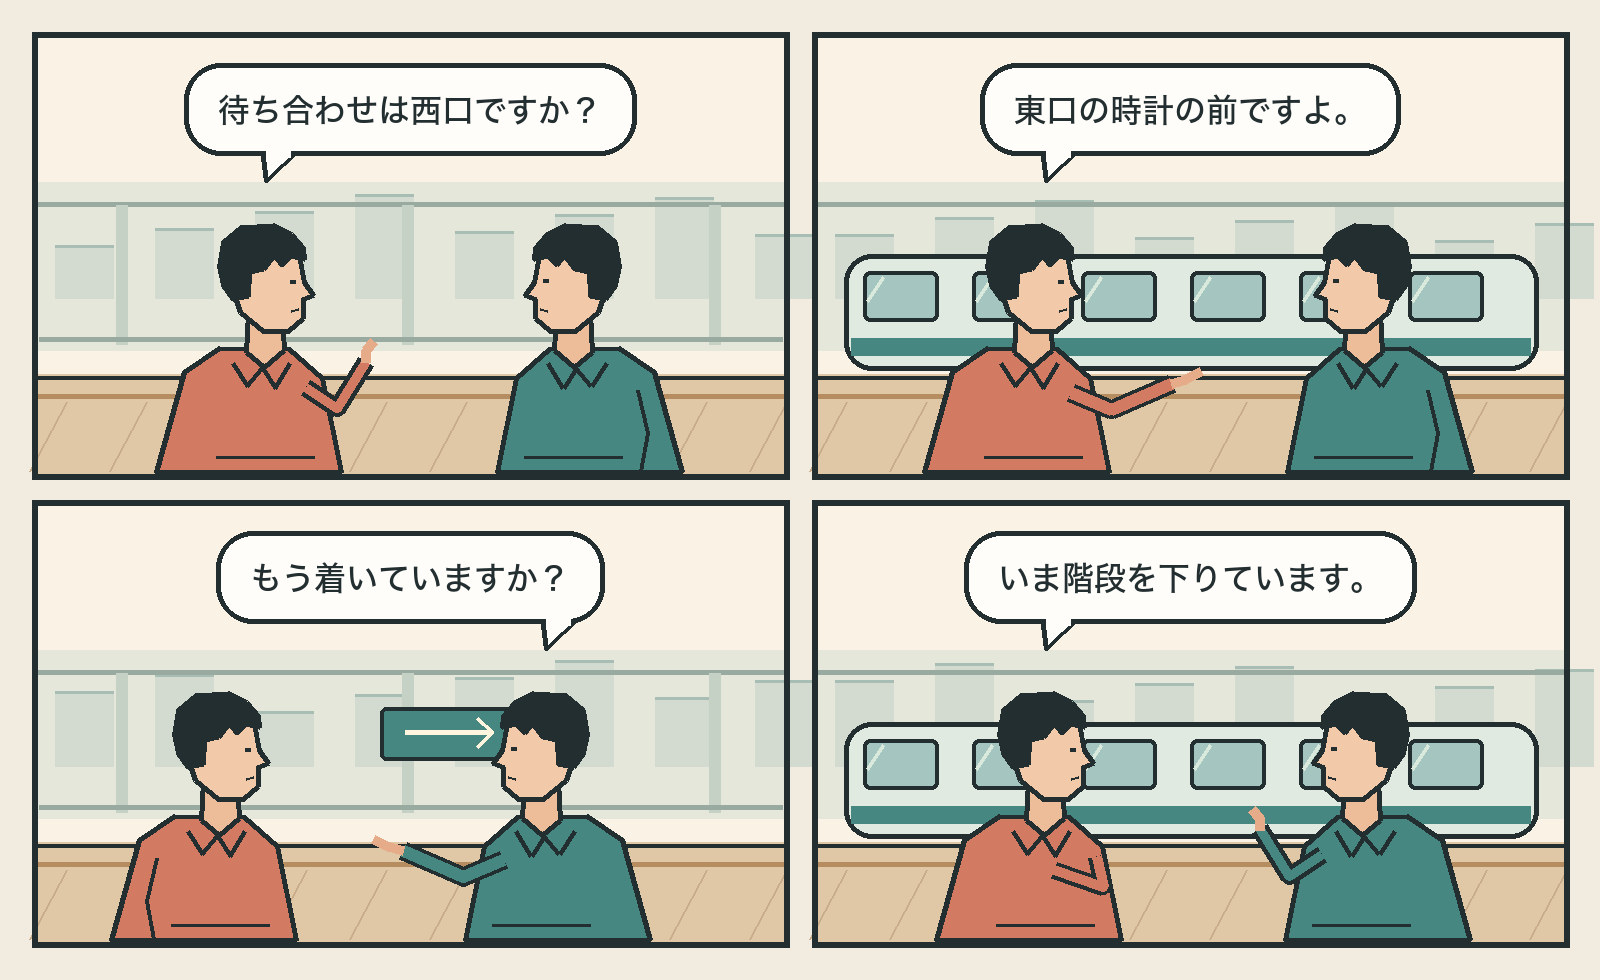 待ち合わせは西口ですか？
東口の時計の前ですよ。
もう着いていますか？
いま階段を下りています。